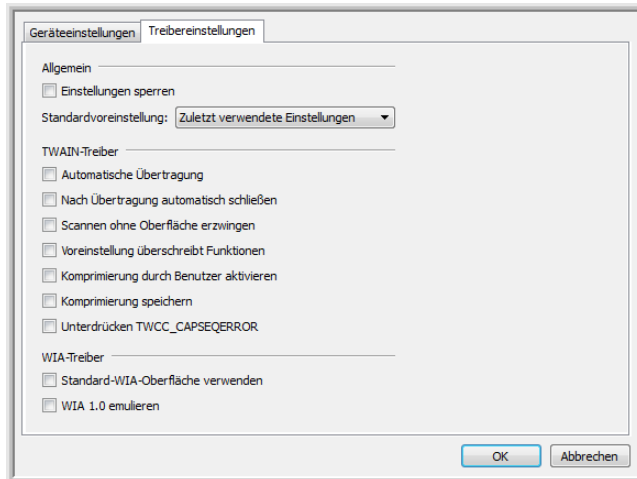 Geräteeinstellungen Treibereinstellungen
Allgemein
Einstellungen sperren
Standardvoreinstellung: Zuletzt verwendete Einstellungen
TWAIN-Treiber
Automatische Übertragung
Nach Übertragung automatisch schließen
Scannen ohne Oberfläche erzwingen
Voreinstellung überschreibt Funktionen
Komprimierung durch Benutzer aktivieren
Komprimierung speichern
Unterdrücken TWCC_CAPSEQERROR
WIA-Treiber
Standard-WIA-Oberfläche verwenden
WIA 1.0 emulieren
OK Abbrechen